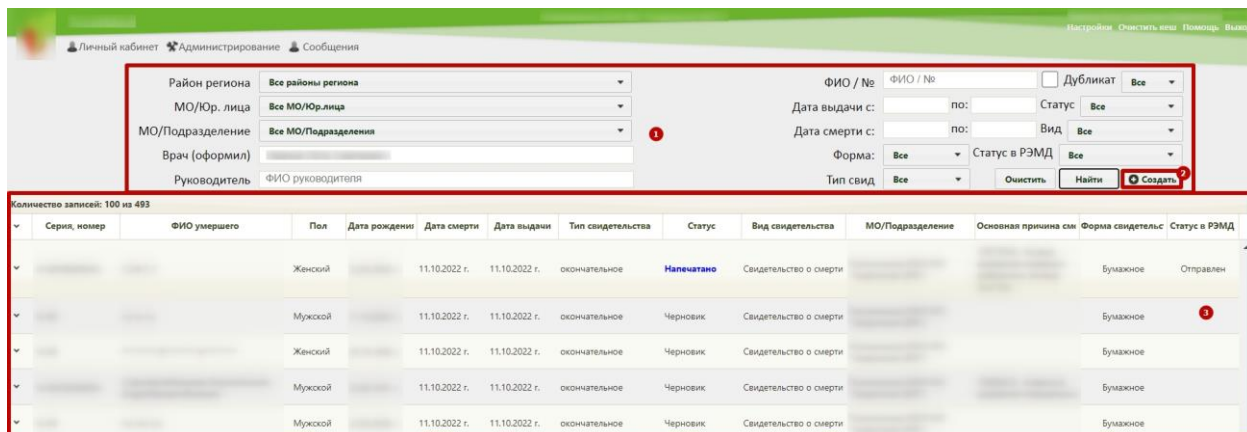 Настройки Очистить кеш Помощь
Личный кабинет Администрирование Сообщения
Район региона Все районы региона ФИО / № ФИО / № Дубликат Все
МО/Юр. лица Все МО/Юр.лица Дата выдачи с: по: Статус Все
МО/Подразделение Все МО/Подразделения 1 Дата смерти с: по: Вид Все
Врач (оформил) Форма: Все Статус в РЭМД Все
Руководитель ФИО руководителя Тип свид Все Очистить Найти Создать 2
Количество записей: 100 из 493
Серия, номер ФИО умершего Пол Дата рождения Дата смерти Дата выдачи Тип свидетельства Статус Вид свидетельства МО/Подразделение Основная причина сме Форма свидетельс Статус в РЭМД
Женский 11.10.2022 г. 11.10.2022 г. окончательное Напечатано Свидетельство о смерти Бумажное Отправлен
Мужской 11.10.2022 г. 11.10.2022 г. окончательное Черновик Свидетельство о смерти Бумажное 3
Женский 11.10.2022 г. 11.10.2022 г. окончательное Черновик Свидетельство о смерти Бумажное
Мужской 11.10.2022 г. 11.10.2022 г. окончательное Черновик Свидетельство о смерти Бумажное
Мужской 11.10.2022 г. 11.10.2022 г. окончательное Черновик Свидетельство о смерти Бумажное